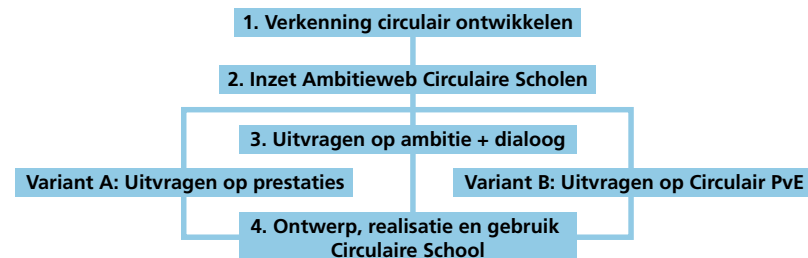 1. Verkenning circulair ontwikkelen
2. Inzet Ambitieweb Circulaire Scholen
3. Uitvragen op ambitie + dialoog
Variant A: Uitvragen op prestaties
Variant B: Uitvragen op Circulair PvE
4. Ontwerp, realisatie en gebruik
Circulaire School